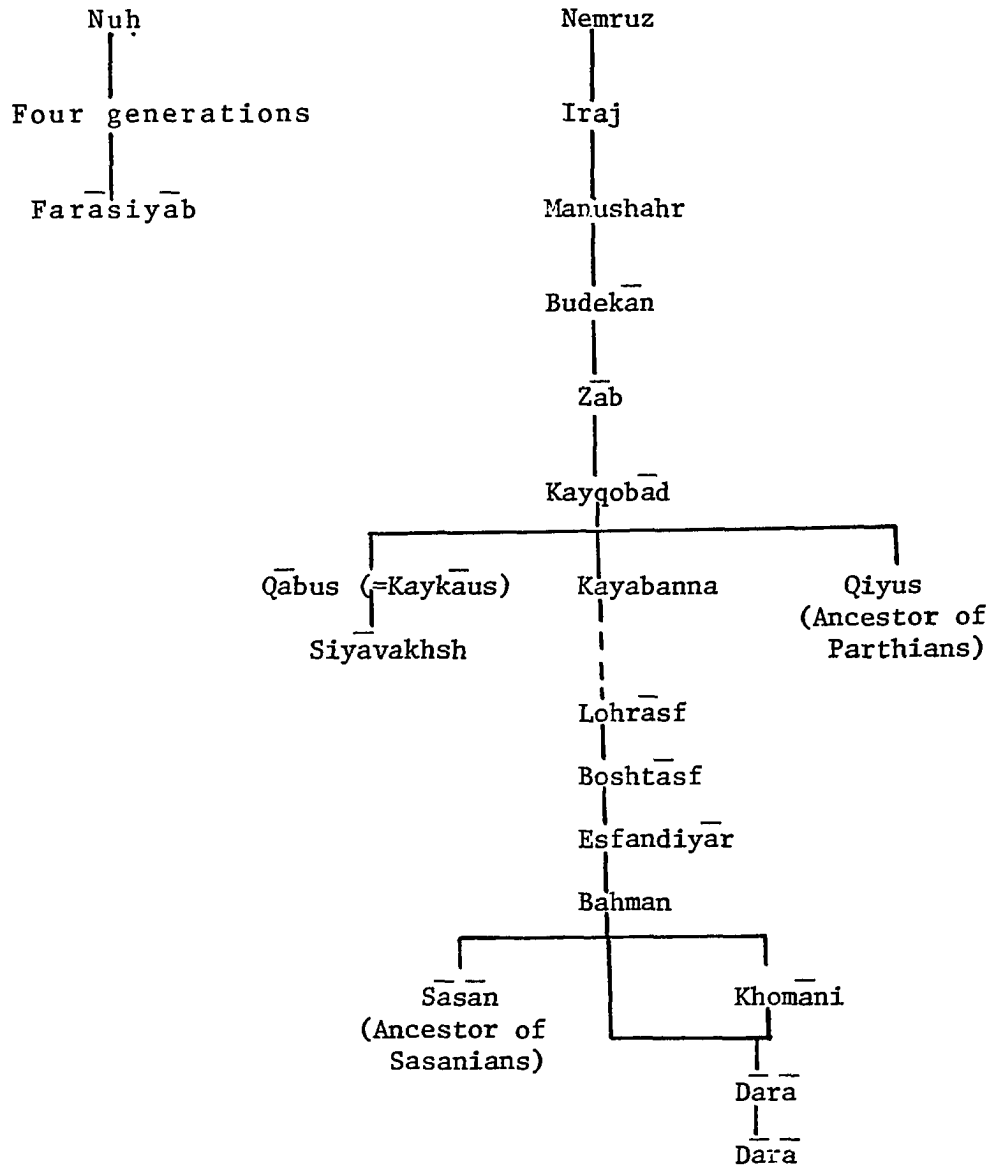 Nuḥ
Nemruz
Four generations
Iraj
Farāsiyāb
Manushahr
Budekān
Zāb
Kayqobād
Qābus (=Kaykāus)
Kayabanna
Qiyus
(Ancestor of
Parthians)
Siyāvakhsh
Lohrāsf
Boshtāsf
Esfandiyār
Bahman
Sāsān
(Ancestor of
Sasanians)
Khomāni
Dārā
Dārā